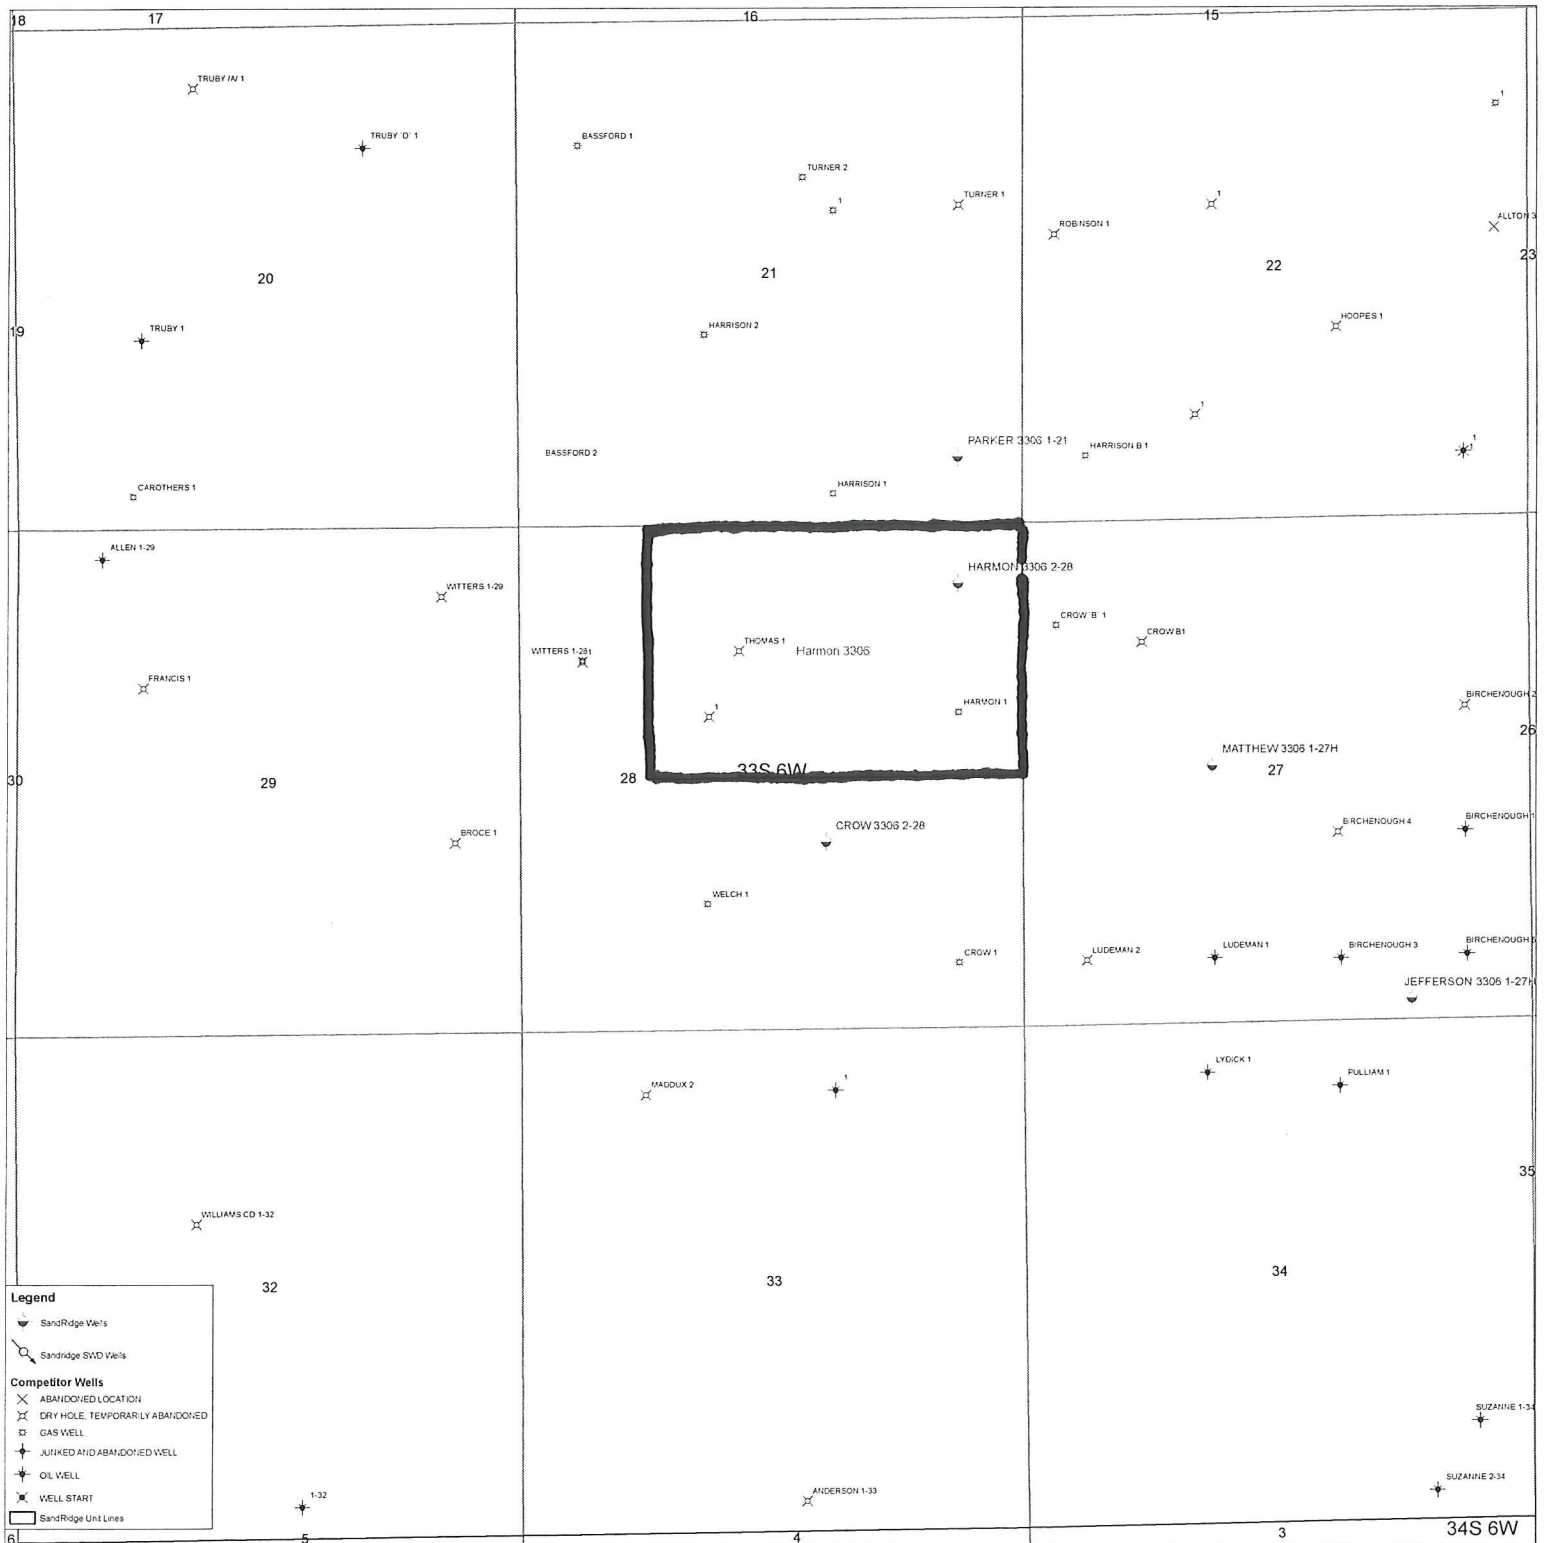 18
17
16
15
TRUBY /A/ 1
1
TRUBY 'D' 1
BASSFORD 1
TURNER 2
1
TURNER 1
1
ROBINSON 1
ALLTON 3
23
20
21
22
19
TRUBY 1
HARRISON 2
HOOPES 1
1
PARKER 3306 1-21
HARRISON B 1
1
BASSFORD 2
CAROTHERS 1
HARRISON 1
ALLEN 1-29
HARMON 3306 2-28
WITTERS 1-29
CROW 'B' 1
CROW B1
THOMAS 1
Harmon 3306
WITTERS 1-281
FRANCIS 1
1
HARMON 1
BIRCHENOUGH 2
26
MATTHEW 3306 1-27H
30
29
28
33S 6W
27
BROCE 1
CROW 3306 2-28
BIRCHENOUGH 4
BIRCHENOUGH 1
WELCH 1
CROW 1
LUDEMAN 2
LUDEMAN 1
BIRCHENOUGH 3
BIRCHENOUGH
JEFFERSON 3306 1-27H
MADDUX 2
1
LYDICK 1
PULLIAM 1
35
WILLIAMS CD 1-32
32
33
34
Legend
SandRidge Wells
Sandridge SWD Wells
Competitor Wells
ABANDONED LOCATION
DRY HOLE, TEMPORARILY ABANDONED
GAS WELL
JUNKED AND ABANDONED WELL
OIL WELL
WELL START
SandRidge Unit Lines
SUZANNE 1-34
SUZANNE 2-34
1-32
ANDERSON 1-33
6
5
4
3
34S 6W